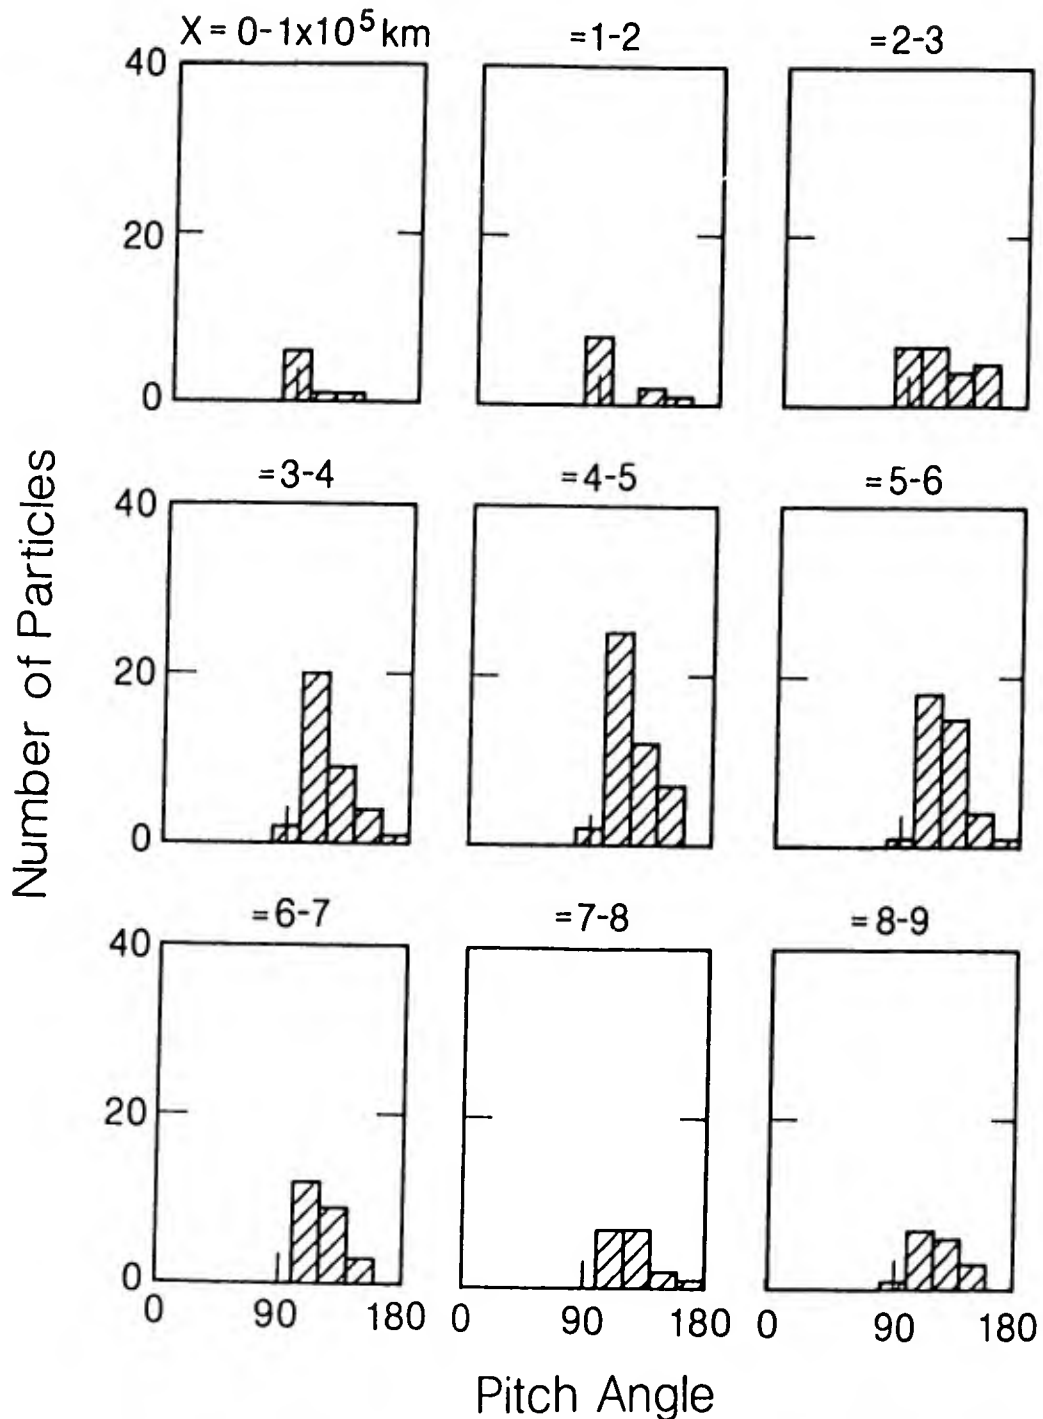 X = 0-1x10⁵ km
=1-2
=2-3
40
20
0
=3-4
=4-5
=5-6
40
20
0
=6-7
=7-8
=8-9
40
20
0
0 90 180
0 90 180
0 90 180
Number of Particles
Pitch Angle